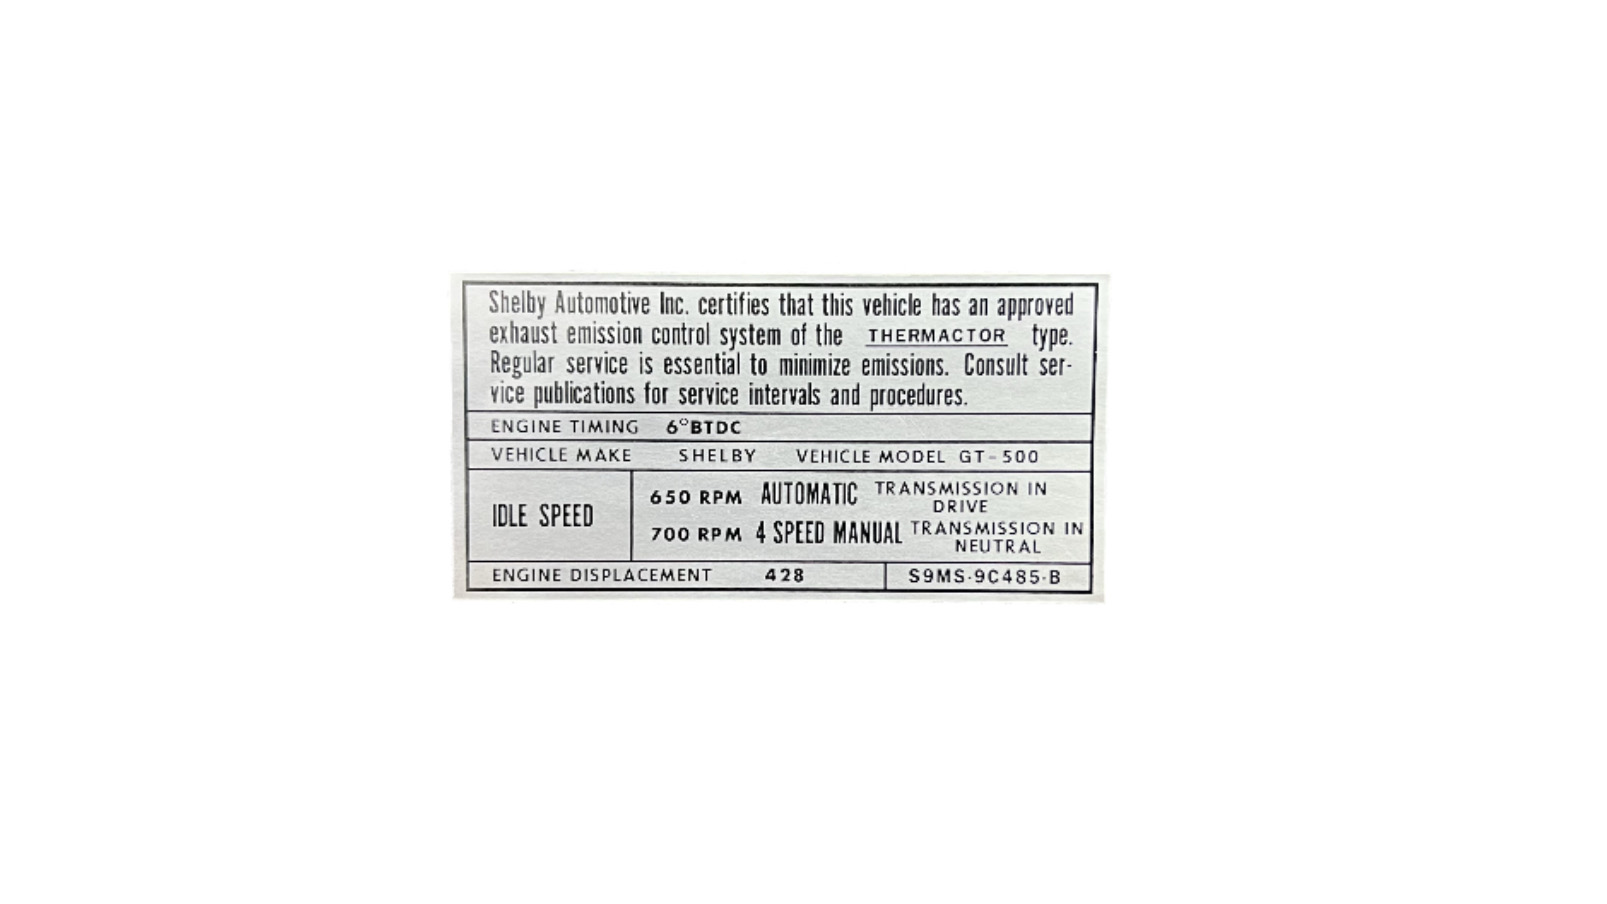 Shelby Automotive Inc. certifies that this vehicle has an approved
exhaust emission control system of the THERMACTOR type.
Regular service is essential to minimize emissions. Consult ser-
vice publications for service intervals and procedures.
ENGINE TIMING 6°BTDC
VEHICLE MAKE SHELBY VEHICLE MODEL GT-500
IDLE SPEED
650 RPM AUTOMATIC TRANSMISSION IN
DRIVE
700 RPM 4 SPEED MANUAL TRANSMISSION IN
NEUTRAL
ENGINE DISPLACEMENT 428 S9MS·9C485·B